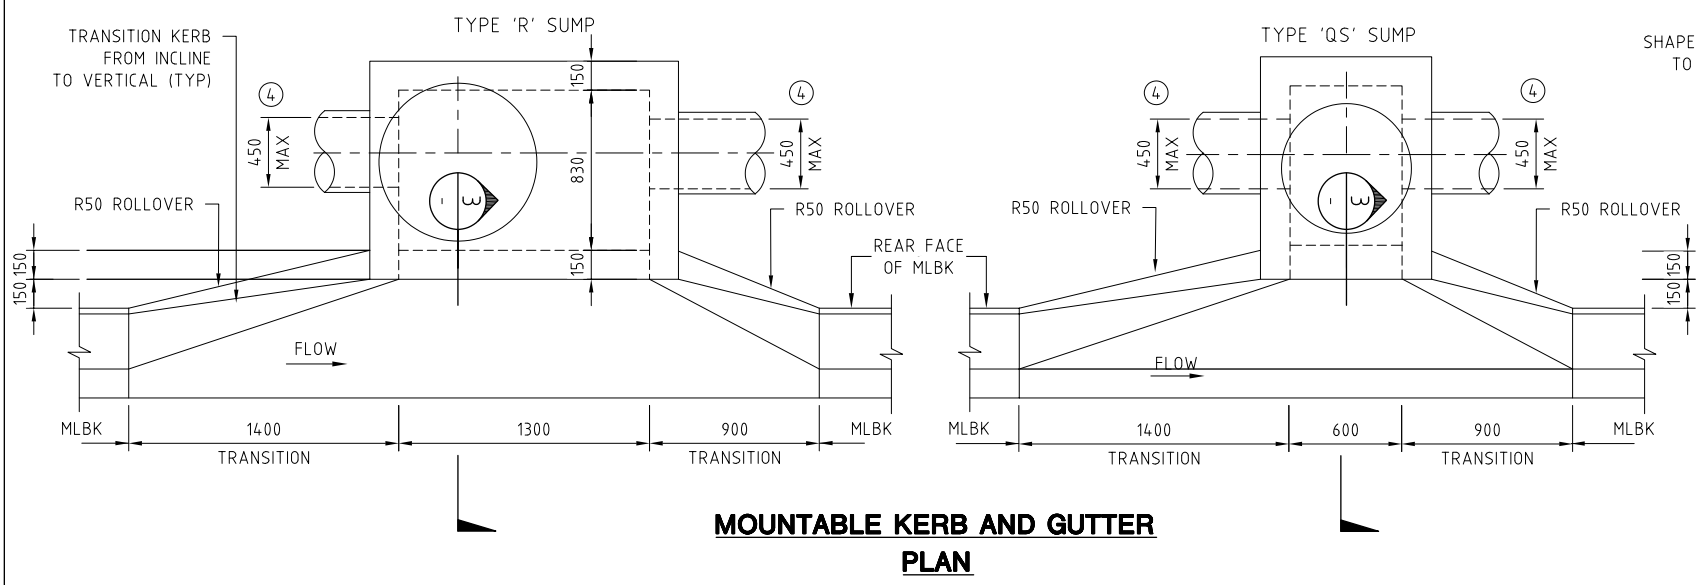 TYPE 'R' SUMP
TRANSITION KERB
FROM INCLINE
TO VERTICAL (TYP)
4
450
MAX
150
830
150
3
-
4
450
MAX
R50 ROLLOVER
R50 ROLLOVER
150
150
REAR FACE
OF MLBK
FLOW
MLBK
1400
TRANSITION
1300
900
TRANSITION
MLBK
TYPE 'QS' SUMP
4
450
MAX
3
-
4
450
MAX
R50 ROLLOVER
R50 ROLLOVER
SHAPE
TO
150
150
FLOW
MLBK
1400
TRANSITION
600
900
TRANSITION
MLBK
MOUNTABLE KERB AND GUTTER
PLAN